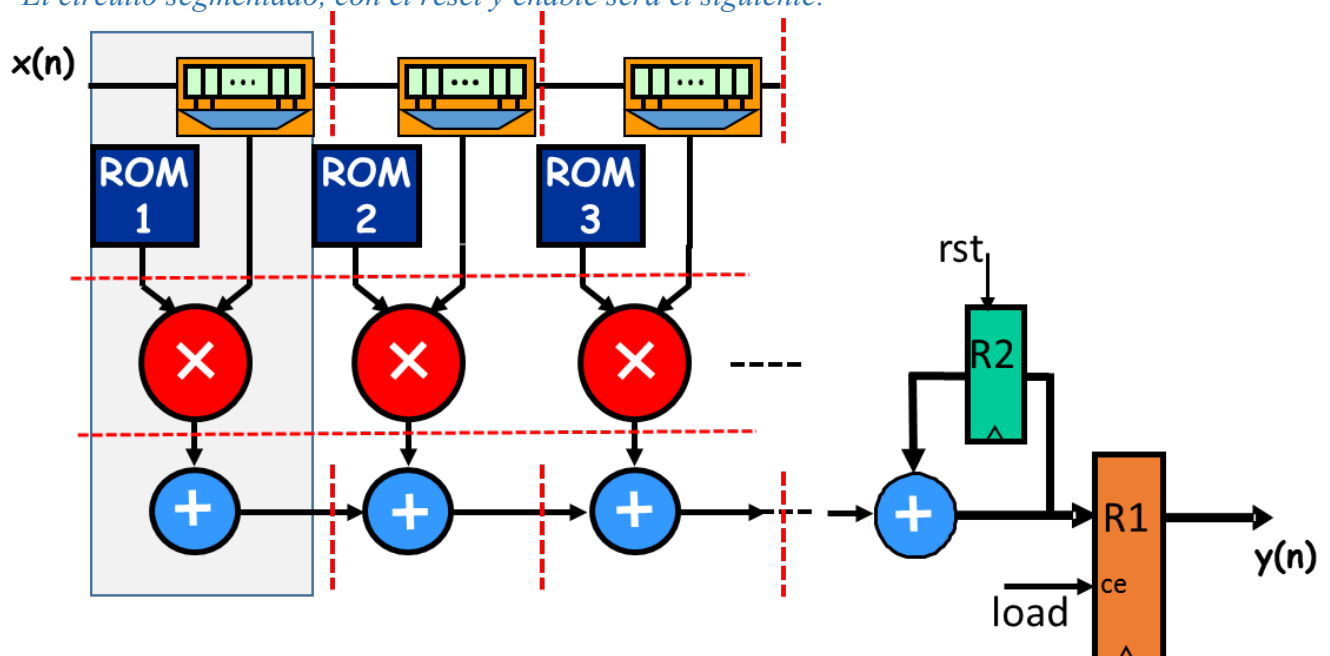 El circuito segmentado, con el reset y enable será el siguiente:
x(n)
ROM 1
ROM 2
ROM 3
rst
R2
R1
ce
load
y(n)